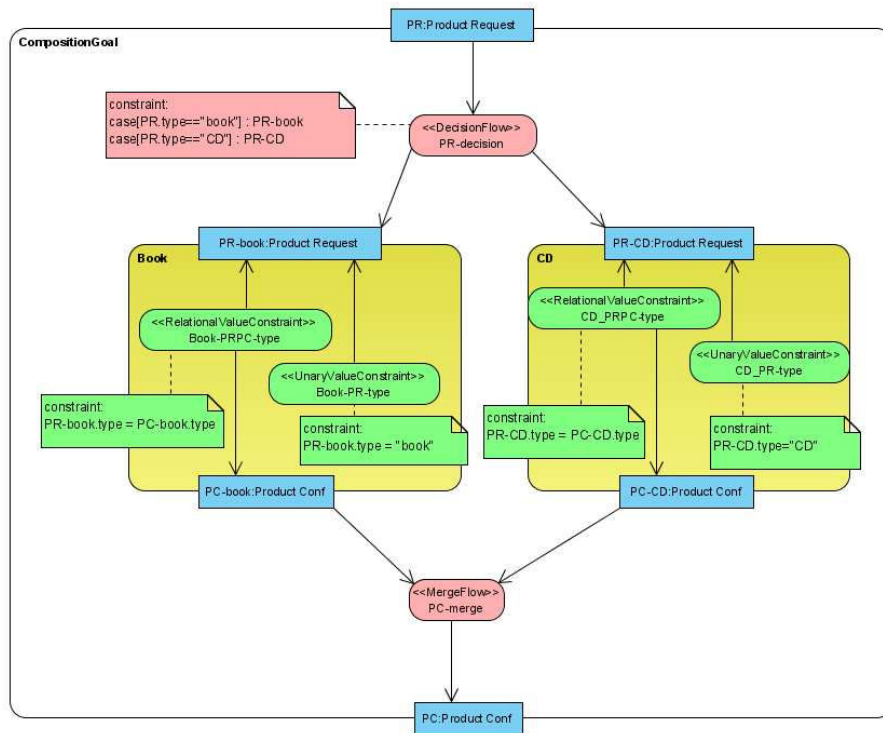 PR:Product Request
CompositionGoal
constraint:
case[PR.type=="book"] : PR-book
case[PR.type=="CD"] : PR-CD
<<DecisionFlow>>
PR-decision
PR-book:Product Request
PR-CD:Product Request
Book
CD
<<RelationalValueConstraint>>
Book-PRPC-type
<<RelationalValueConstraint>>
CD_PRPC-type
<<UnaryValueConstraint>>
Book-PR-type
<<UnaryValueConstraint>>
CD_PR-type
constraint:
PR-book.type = PC-book.type
constraint:
PR-book.type = "book"
constraint:
PR-CD.type = PC-CD.type
constraint:
PR-CD.type="CD"
PC-book:Product Conf
PC-CD:Product Conf
<<MergeFlow>>
PC-merge
PC:Product Conf